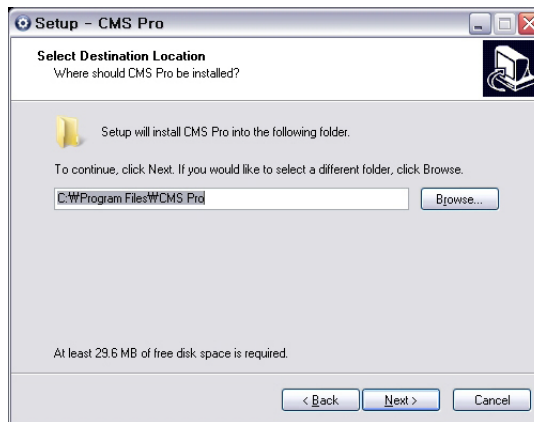 Setup - CMS Pro
Select Destination Location
Where should CMS Pro be installed?
Setup will install CMS Pro into the following folder.
To continue, click Next. If you would like to select a different folder, click Browse.
C:₩Program Files₩CMS Pro
Browse...
At least 29.6 MB of free disk space is required.
< Back
Next >
Cancel